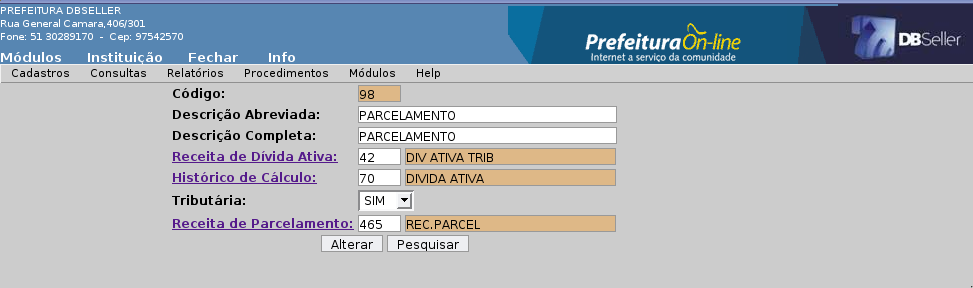 PREFEITURA DBSELLER
Rua General Camara,406/301
Fone: 51 30289170 - Cep: 97542570
Prefeitura On-line
Internet a serviço da comunidade
DBSeller
Módulos Instituição Fechar Info
Cadastros Consultas Relatórios Procedimentos Módulos Help
Código: 98
Descrição Abreviada: PARCELAMENTO
Descrição Completa: PARCELAMENTO
Receita de Dívida Ativa: 42 DIV ATIVA TRIB
Histórico de Cálculo: 70 DIVIDA ATIVA
Tributária: SIM
Receita de Parcelamento: 465 REC.PARCEL
Alterar Pesquisar